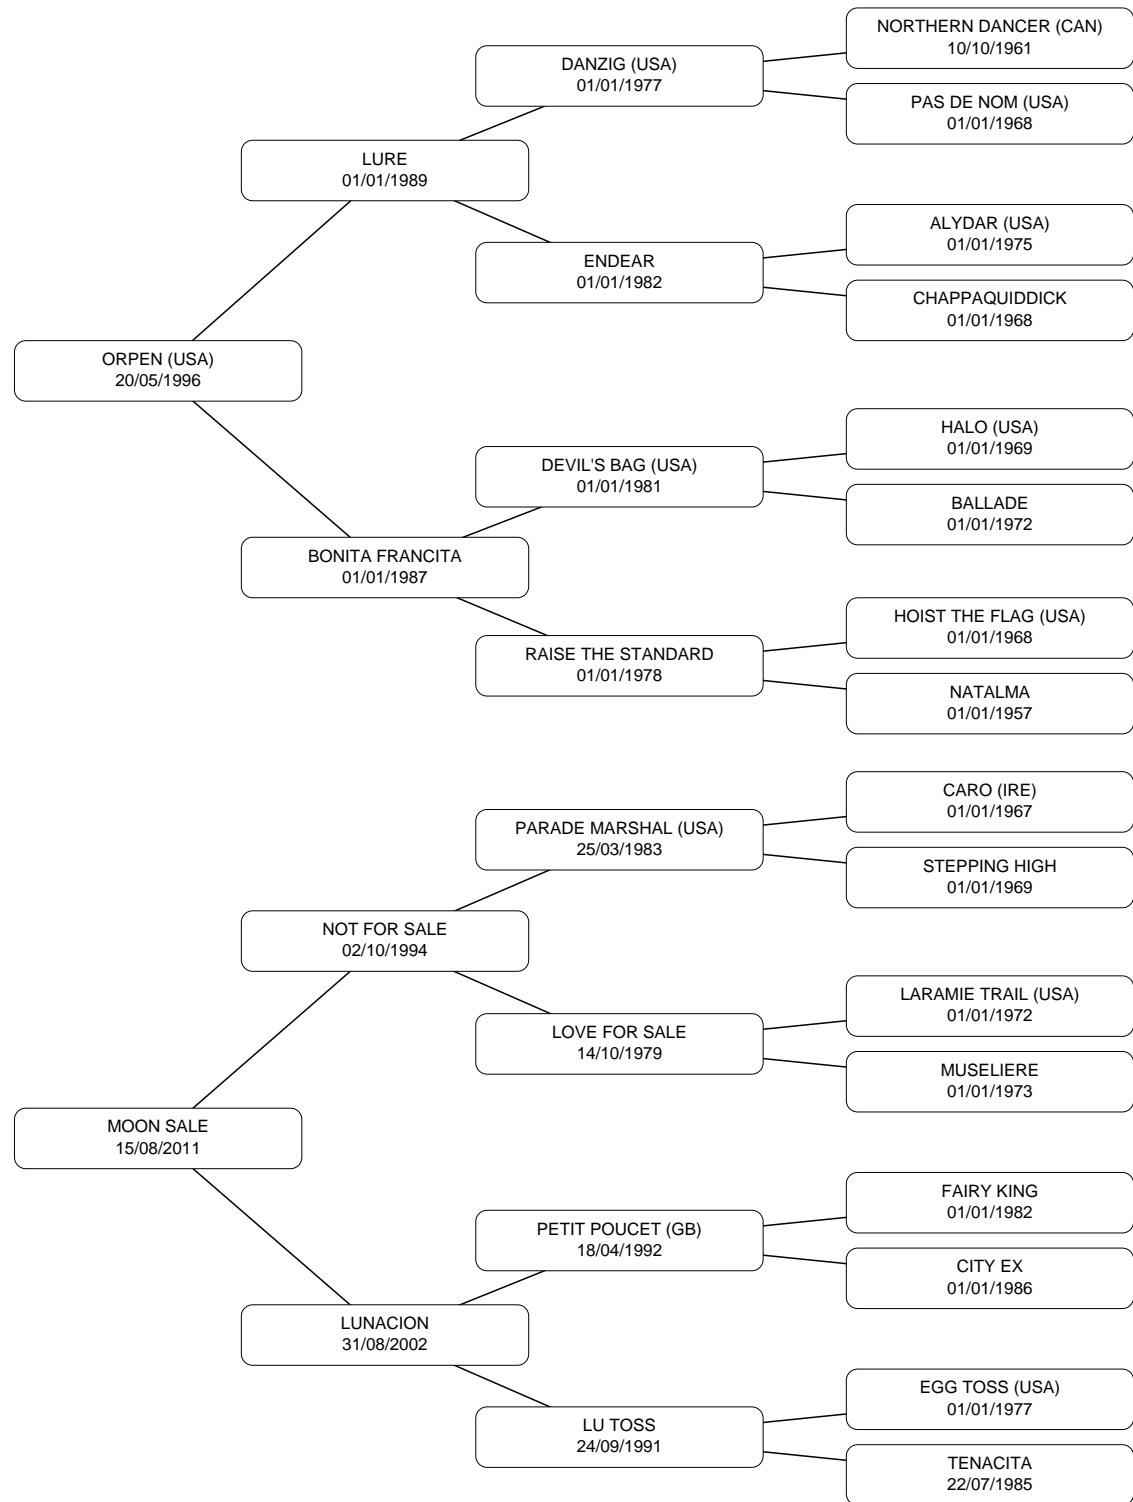 NORTHERN DANCER (CAN)
10/10/1961
DANZIG (USA)
01/01/1977
PAS DE NOM (USA)
01/01/1968
LURE
01/01/1989
ALYDAR (USA)
01/01/1975
ENDEAR
01/01/1982
CHAPPAQUIDDICK
01/01/1968
ORPEN (USA)
20/05/1996
HALO (USA)
01/01/1969
DEVIL'S BAG (USA)
01/01/1981
BALLADE
01/01/1972
BONITA FRANCITA
01/01/1987
HOIST THE FLAG (USA)
01/01/1968
RAISE THE STANDARD
01/01/1978
NATALMA
01/01/1957
CARO (IRE)
01/01/1967
PARADE MARSHAL (USA)
25/03/1983
STEPPING HIGH
01/01/1969
NOT FOR SALE
02/10/1994
LARAMIE TRAIL (USA)
01/01/1972
LOVE FOR SALE
14/10/1979
MUSELIERE
01/01/1973
MOON SALE
15/08/2011
FAIRY KING
01/01/1982
PETIT POUCET (GB)
18/04/1992
CITY EX
01/01/1986
LUNACION
31/08/2002
EGG TOSS (USA)
01/01/1977
LU TOSS
24/09/1991
TENACITA
22/07/1985